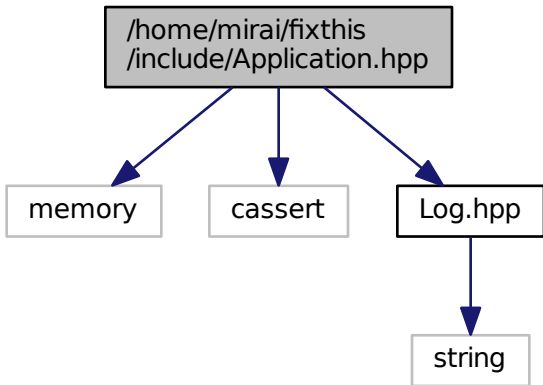 /home/mirai/fixthis
/include/Application.hpp
memory
cassert
Log.hpp
string